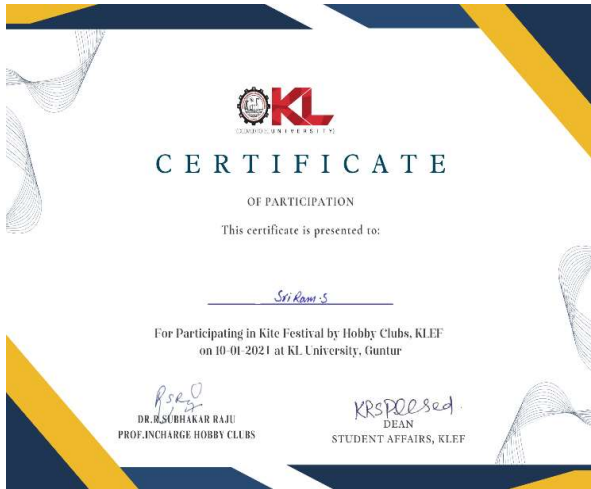 KL
CERTIFICATE
OF PARTICIPATION
This certificate is presented to:
Sri Ram.S
For Participating in Kite Festival by Hobby Clubs, KLEF
on 10-01-2021 at KL University, Guntur
DR.R.SUBHAKAR RAJU
PROF.INCHARGE HOBBY CLUBS
DEAN
STUDENT AFFAIRS, KLEF